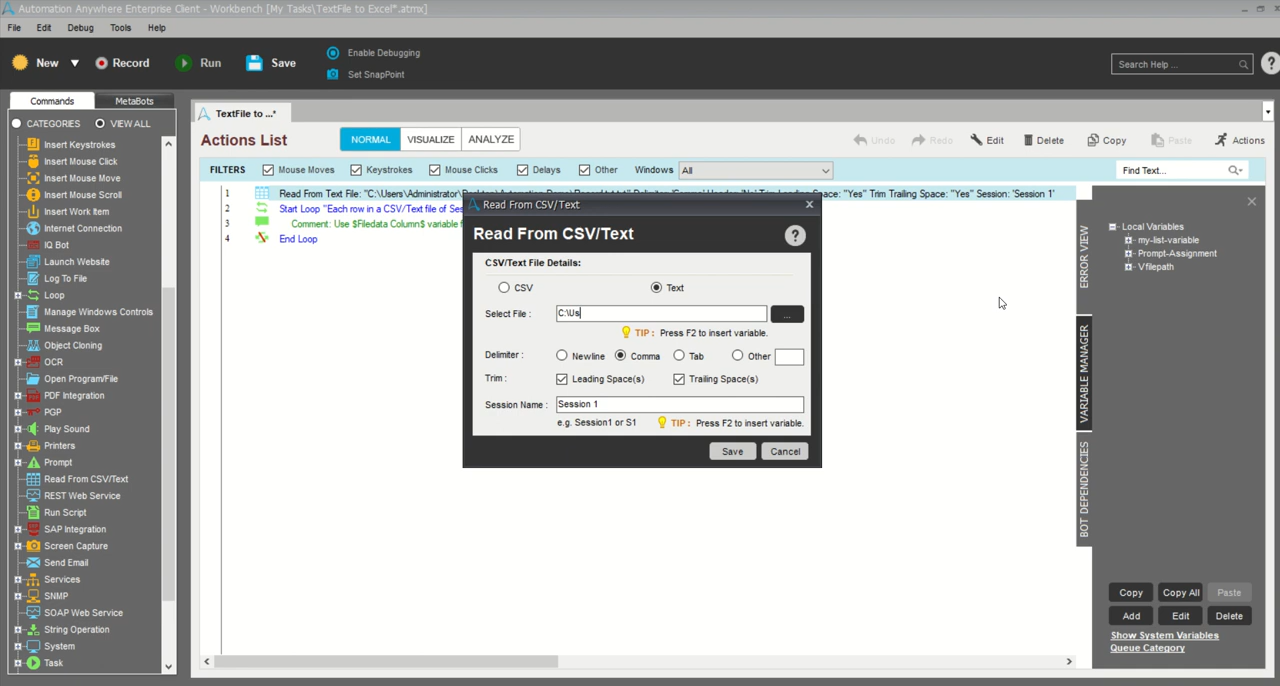 Automation Anywhere Enterprise Client - Workbench [My Tasks\TextFile to Excel*.atmx]
File Edit Debug Tools Help
New Record Run Save
Enable Debugging
Set SnapPoint
Search Help ...
?
Commands MetaBots
CATEGORIES VIEW ALL
Insert Keystrokes
Insert Mouse Click
Insert Mouse Move
Insert Mouse Scroll
Insert Work Item
Internet Connection
IQ Bot
Launch Website
Log To File
Loop
Manage Windows Controls
Message Box
Object Cloning
OCR
Open Program/File
PDF Integration
PGP
Play Sound
Printers
Prompt
Read From CSV/Text
REST Web Service
Run Script
SAP Integration
Screen Capture
Send Email
Services
SNMP
SOAP Web Service
String Operation
System
Task
TextFile to ...*
Actions List
NORMAL VISUALIZE ANALYZE
Undo Redo Edit Delete Copy Paste Actions
FILTERS Mouse Moves Keystrokes Mouse Clicks Delays Other Windows All
Find Text...
1 Read From Text File: "C:\Users\Administrator\ Trim Leading Space: "Yes" Trim Trailing Space: "Yes" Session: 'Session 1'
2 Start Loop "Each row in a CSV/Text file of Ses
3 Comment: Use $Filedata Column$ variable f
4 End Loop
Read From CSV/Text
Read From CSV/Text
?
CSV/Text File Details:
CSV Text
Select File : C:\Us ...
TIP : Press F2 to insert variable.
Delimiter : Newline Comma Tab Other
Trim : Leading Space(s) Trailing Space(s)
Session Name : Session 1
e.g. Session1 or S1 TIP : Press F2 to insert variable.
Save Cancel
ERROR VIEW
VARIABLE MANAGER
BOT DEPENDENCIES
Local Variables
my-list-variable
Prompt-Assignment
Vfilepath
Copy Copy All Paste
Add Edit Delete
Show System Variables
Queue Category